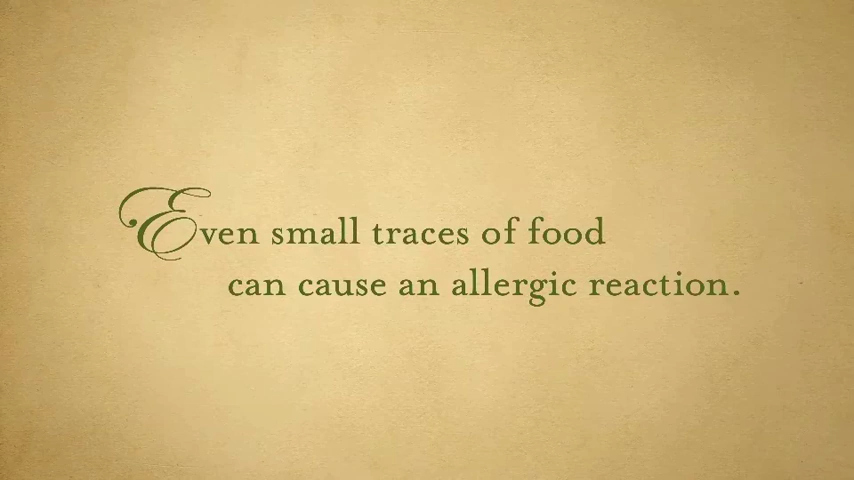 Even small traces of food
can cause an allergic reaction.